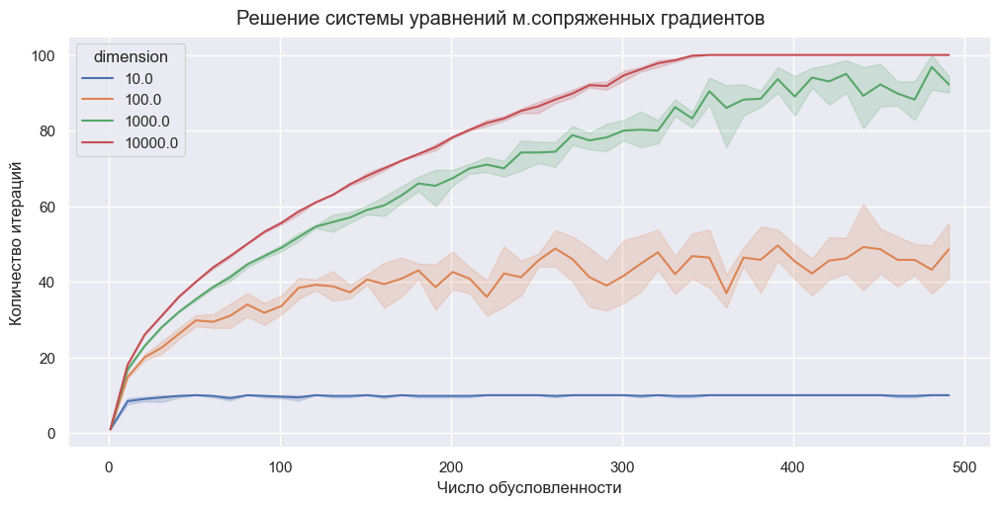 Решение системы уравнений м.сопряженных градиентов
dimension
10.0
100.0
1000.0
10000.0
Количество итераций
100
80
60
40
20
0
0 100 200 300 400 500
Число обусловленности